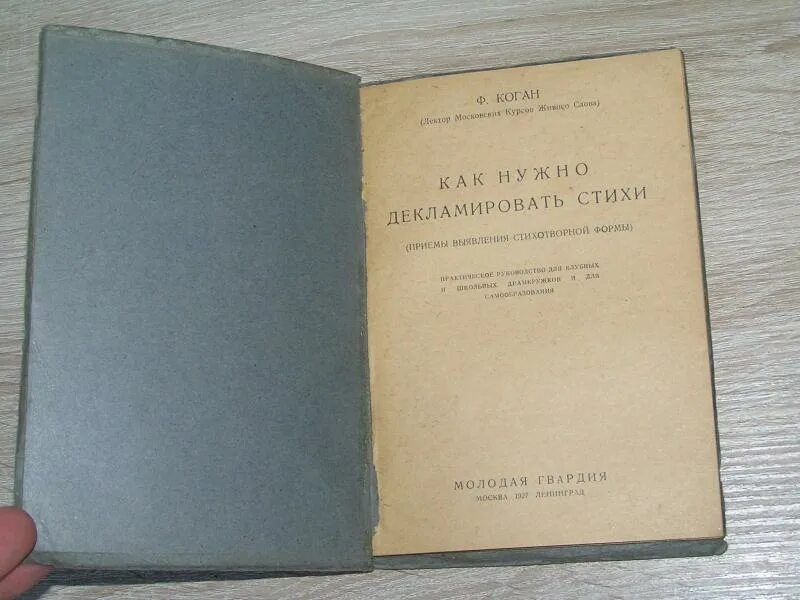 Ф. КОГАН
(Лектор Московских Курсов Живого Слова)
КАК НУЖНО
ДЕКЛАМИРОВАТЬ СТИХИ
(ПРИЕМЫ ВЫЯВЛЕНИЯ СТИХОТВОРНОЙ ФОРМЫ)
ПРАКТИЧЕСКОЕ РУКОВОДСТВО ДЛЯ КЛУБНЫХ
И ШКОЛЬНЫХ ДРАМКРУЖКОВ И ДЛЯ
САМООБРАЗОВАНИЯ
МОЛОДАЯ ГВАРДИЯ
МОСКВА 1927 ЛЕНИНГРАД